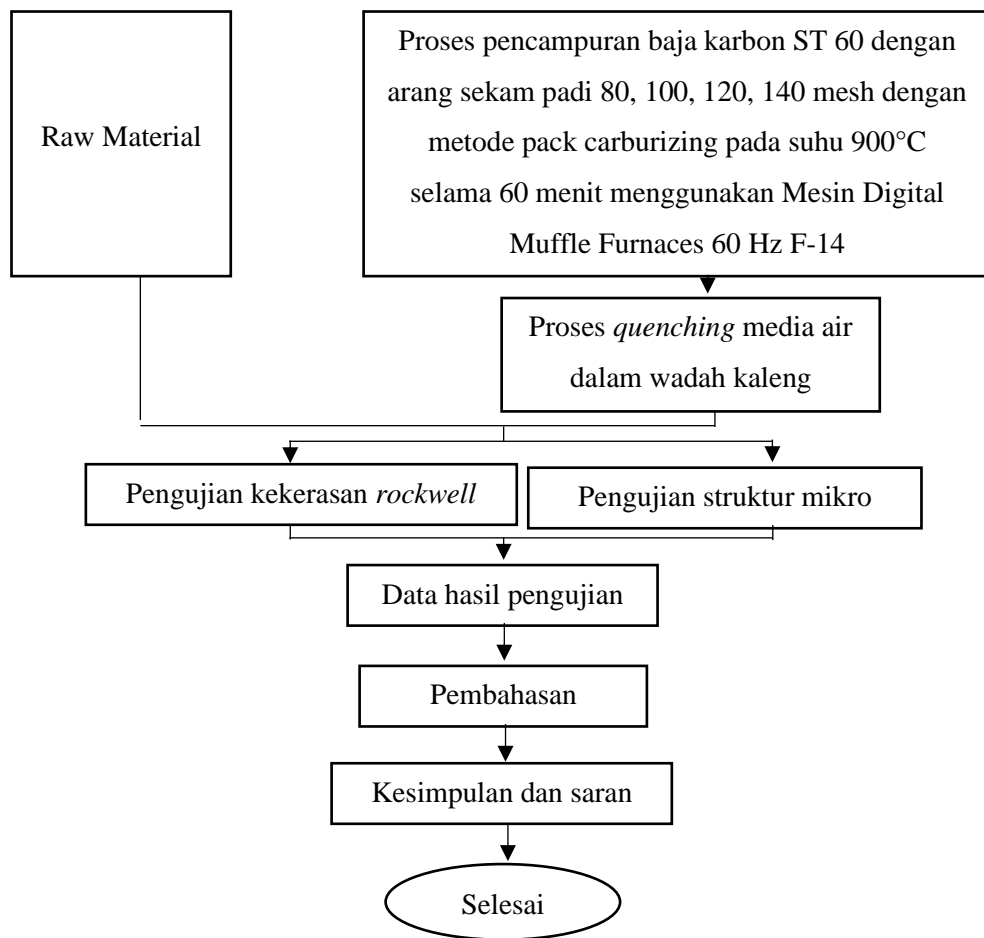 Raw Material
Proses pencampuran baja karbon ST 60 dengan
arang sekam padi 80, 100, 120, 140 mesh dengan
metode pack carburizing pada suhu 900°C
selama 60 menit menggunakan Mesin Digital
Muffle Furnaces 60 Hz F-14
Proses quenching media air
dalam wadah kaleng
Pengujian kekerasan rockwell
Pengujian struktur mikro
Data hasil pengujian
Pembahasan
Kesimpulan dan saran
Selesai